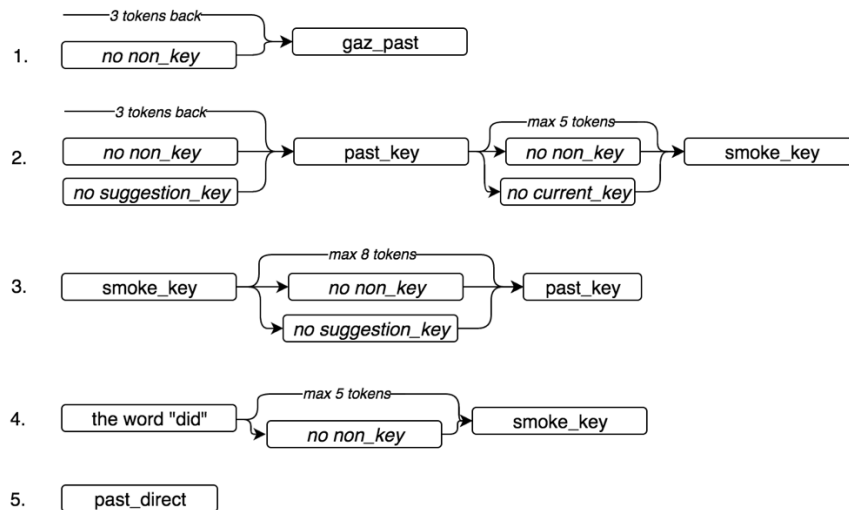 3 tokens back
1. no non_key gaz_past
3 tokens back max 5 tokens
2. no non_key past_key no non_key smoke_key
no suggestion_key no current_key
max 8 tokens
3. smoke_key no non_key past_key
no suggestion_key
max 5 tokens
4. the word "did" no non_key smoke_key
5. past_direct